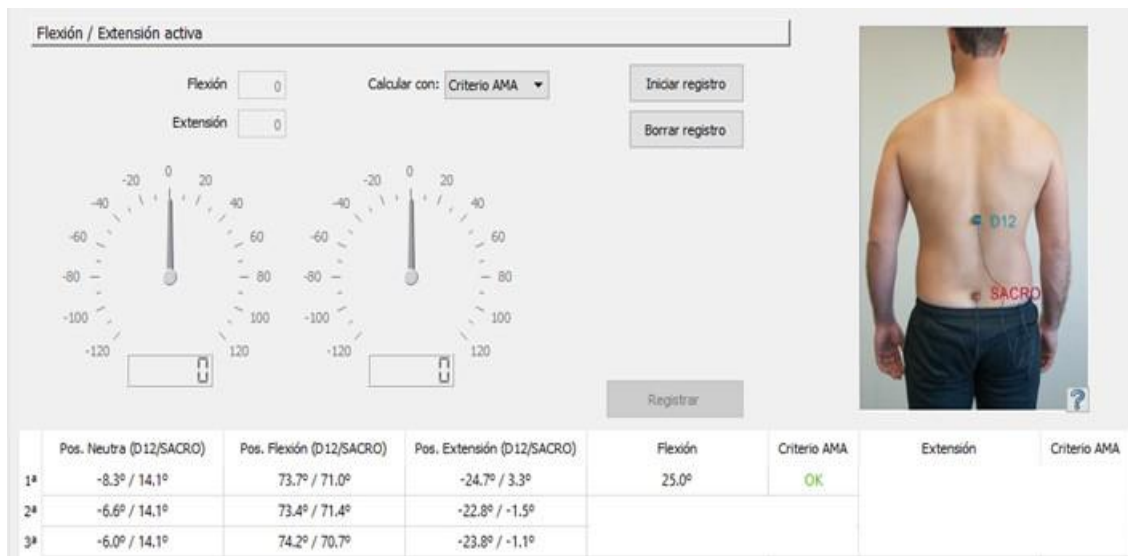 Flexión / Extensión activa
Flexión 0 Calcular con: Criterio AMA Iniciar registro
Extensión 0 Borrar registro
-120 -100 -80 -60 -40 -20 0 20 40 60 80 100 120
0
-120 -100 -80 -60 -40 -20 0 20 40 60 80 100 120
0
D12
SACRO
?
Registrar
Pos. Neutra (D12/SACRO) Pos. Flexión (D12/SACRO) Pos. Extensión (D12/SACRO) Flexión Criterio AMA Extensión Criterio AMA
1ª -8.3º / 14.1º 73.7º / 71.0º -24.7º / 3.3º 25.0º OK
2ª -6.6º / 14.1º 73.4º / 71.4º -22.8º / -1.5º
3ª -6.0º / 14.1º 74.2º / 70.7º -23.8º / -1.1º